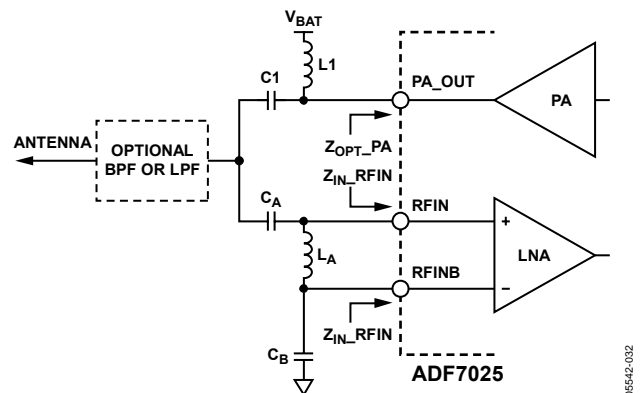 VBAT
L1
C1
PA_OUT
PA
ANTENNA
OPTIONAL
BPF OR LPF
ZOPT_PA
ZIN_RFIN
CA
RFIN
+
LA
LNA
RFINB
−
ZIN_RFIN
CB
ADF7025
05542-032